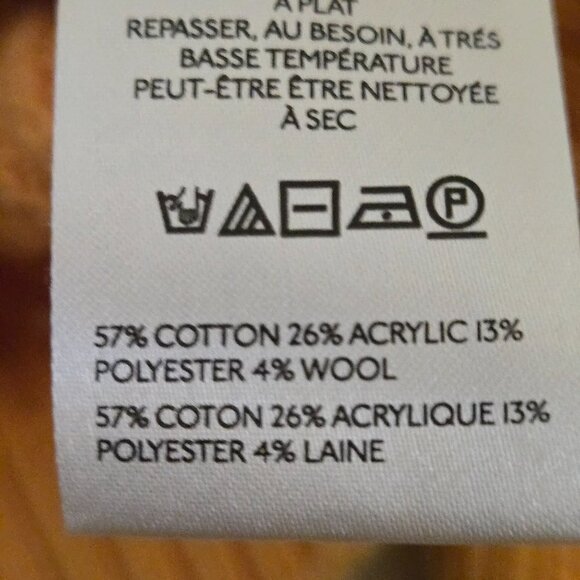 À PLAT
REPASSER, AU BESOIN, À TRÉS
BASSE TEMPÉRATURE
PEUT-ÊTRE ÊTRE NETTOYÉE
À SEC
P
57% COTTON 26% ACRYLIC 13%
POLYESTER 4% WOOL
57% COTON 26% ACRYLIQUE 13%
POLYESTER 4% LAINE